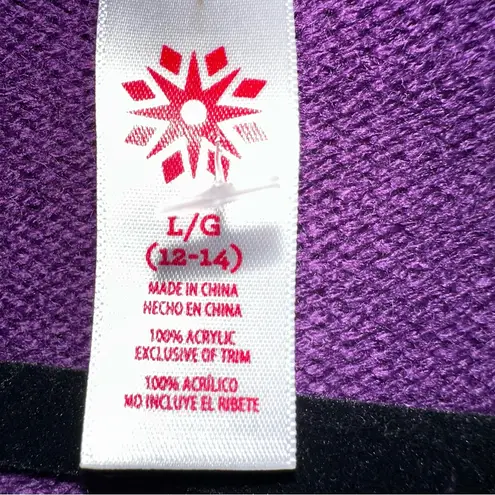 L/G
(12-14)
MADE IN CHINA
HECHO EN CHINA
100% ACRYLIC
EXCLUSIVE OF TRIM
100% ACRÍLICO
NO INCLUYE EL RIBETE